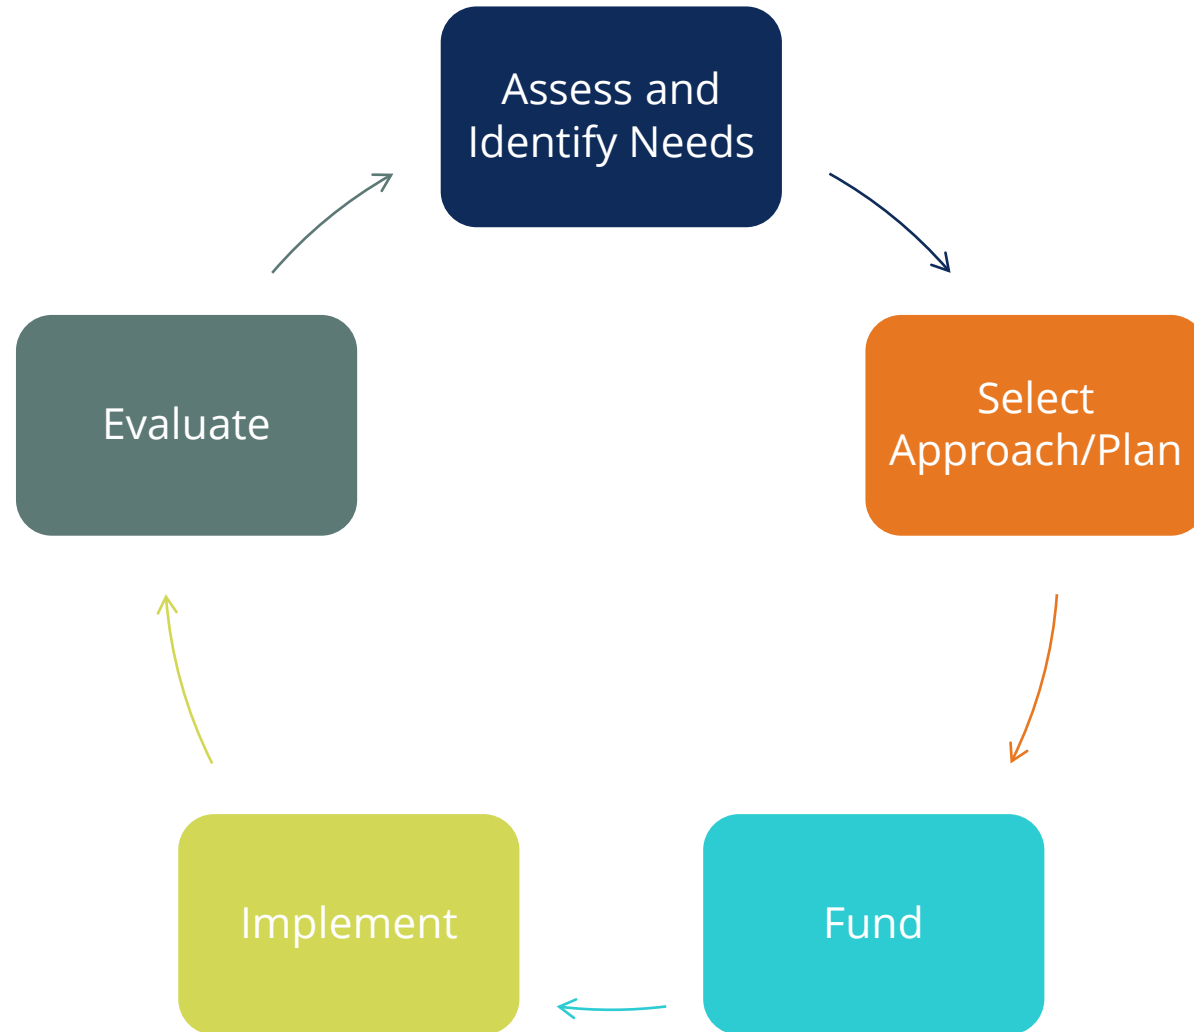 Assess and
Identify Needs
Select
Approach/Plan
Fund
Implement
Evaluate